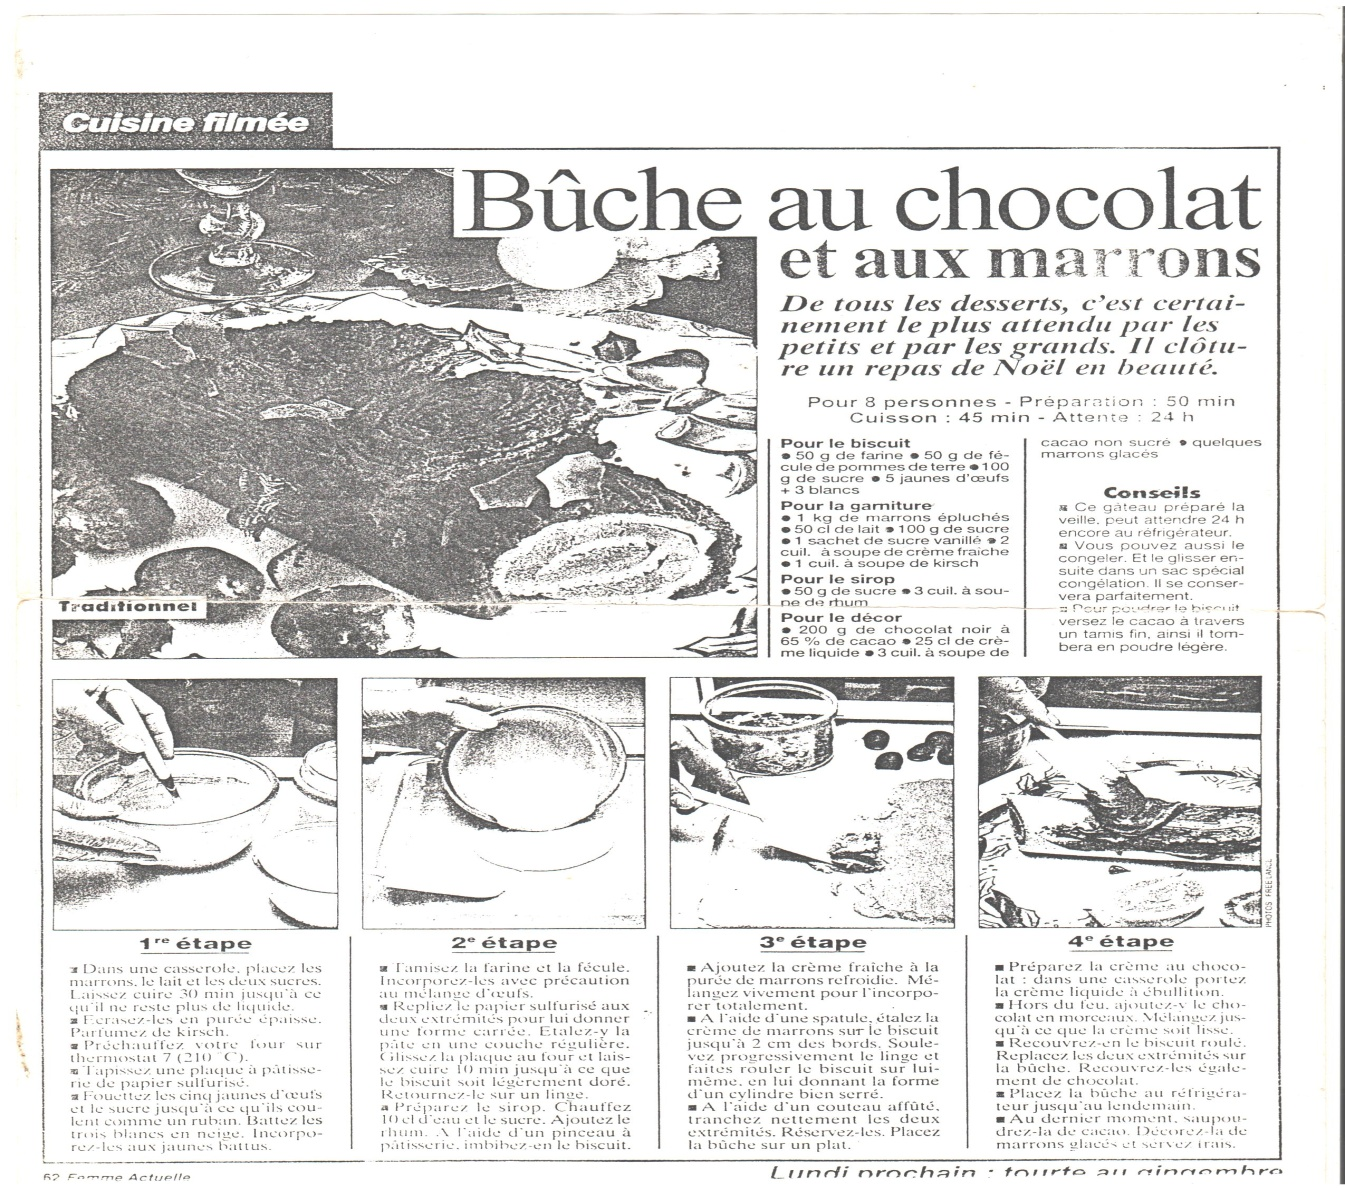 Cuisine filmée
Bûche au chocolat
et aux marrons
De tous les desserts, c'est certai-
nement le plus attendu par les
petits et par les grands. Il clôtu-
re un repas de Noël en beauté.
Pour 8 personnes - Préparation : 50 min
Cuisson : 45 min - Attente : 24 h
Pour le biscuit
● 50 g de farine ● 50 g de fé-
cule de pommes de terre ● 100
g de sucre ● 5 jaunes d'œufs
+ 3 blancs
Pour la garniture
● 1 kg de marrons épluchés
● 50 cl de lait ● 100 g de sucre
● 1 sachet de sucre vanillé ● 2
cuil. à soupe de crème fraîche
● 1 cuil. à soupe de kirsch
Pour le sirop
● 50 g de sucre ● 3 cuil. à sou-
pe de rhum
Pour le décor
● 200 g de chocolat noir à
65 % de cacao ● 25 cl de crè-
me liquide ● 3 cuil. à soupe de
cacao non sucré ● quelques
marrons glacés
Conseils
■ Ce gâteau préparé la
veille, peut attendre 24 h
encore au réfrigérateur.
■ Vous pouvez aussi le
congeler. Et le glisser en-
suite dans un sac spécial
congélation. Il se conser-
vera parfaitement.
■ Pour poudrer le biscuit
versez le cacao à travers
un tamis fin, ainsi il tom-
bera en poudre légère.
Traditionnel
PHOTOS : FREE LANCE
1re étape
■ Dans une casserole, placez les
marrons, le lait et les deux sucres.
Laissez cuire 30 min jusqu'à ce
qu'il ne reste plus de liquide.
■ Ecrasez-les en purée épaisse.
Parfumez de kirsch.
■ Préchauffez votre four sur
thermostat 7 (210 °C).
■ Tapissez une plaque à pâtisse-
rie de papier sulfurisé.
■ Fouettez les cinq jaunes d'œufs
et le sucre jusqu'à ce qu'ils cou-
lent comme un ruban. Battez les
trois blancs en neige. Incorpo-
rez-les aux jaunes battus.
2e étape
■ Tamisez la farine et la fécule.
Incorporez-les avec précaution
au mélange d'œufs.
■ Repliez le papier sulfurisé aux
deux extrémités pour lui donner
une forme carrée. Etalez-y la
pâte en une couche régulière.
Glissez la plaque au four et lais-
sez cuire 10 min jusqu'à ce que
le biscuit soit légèrement doré.
Retournez-le sur un linge.
■ Préparez le sirop. Chauffez
10 cl d'eau et le sucre. Ajoutez le
rhum. A l'aide d'un pinceau à
pâtisserie, imbibez-en le biscuit.
3e étape
■ Ajoutez la crème fraîche à la
purée de marrons refroidie. Mé-
langez vivement pour l'incorpo-
rer totalement.
■ A l'aide d'une spatule, étalez la
crème de marrons sur le biscuit
jusqu'à 2 cm des bords. Soule-
vez progressivement le linge et
faites rouler le biscuit sur lui-
même, en lui donnant la forme
d'un cylindre bien serré.
■ A l'aide d'un couteau affûté,
tranchez nettement les deux
extrémités. Réservez-les. Placez
la bûche sur un plat.
4e étape
■ Préparez la crème au choco-
lat : dans une casserole portez
la crème liquide à ébullition.
■ Hors du feu, ajoutez-y le cho-
colat en morceaux. Mélangez jus-
qu'à ce que la crème soit lisse.
■ Recouvrez-en le biscuit roulé.
Replacez les deux extrémités sur
la bûche. Recouvrez-les égale-
ment de chocolat.
■ Placez la bûche au réfrigéra-
teur jusqu'au lendemain.
■ Au dernier moment, saupou-
drez-la de cacao. Décorez-la de
marrons glacés et servez frais.
62 Femme Actuelle
Lundi prochain : tourte au gingembre